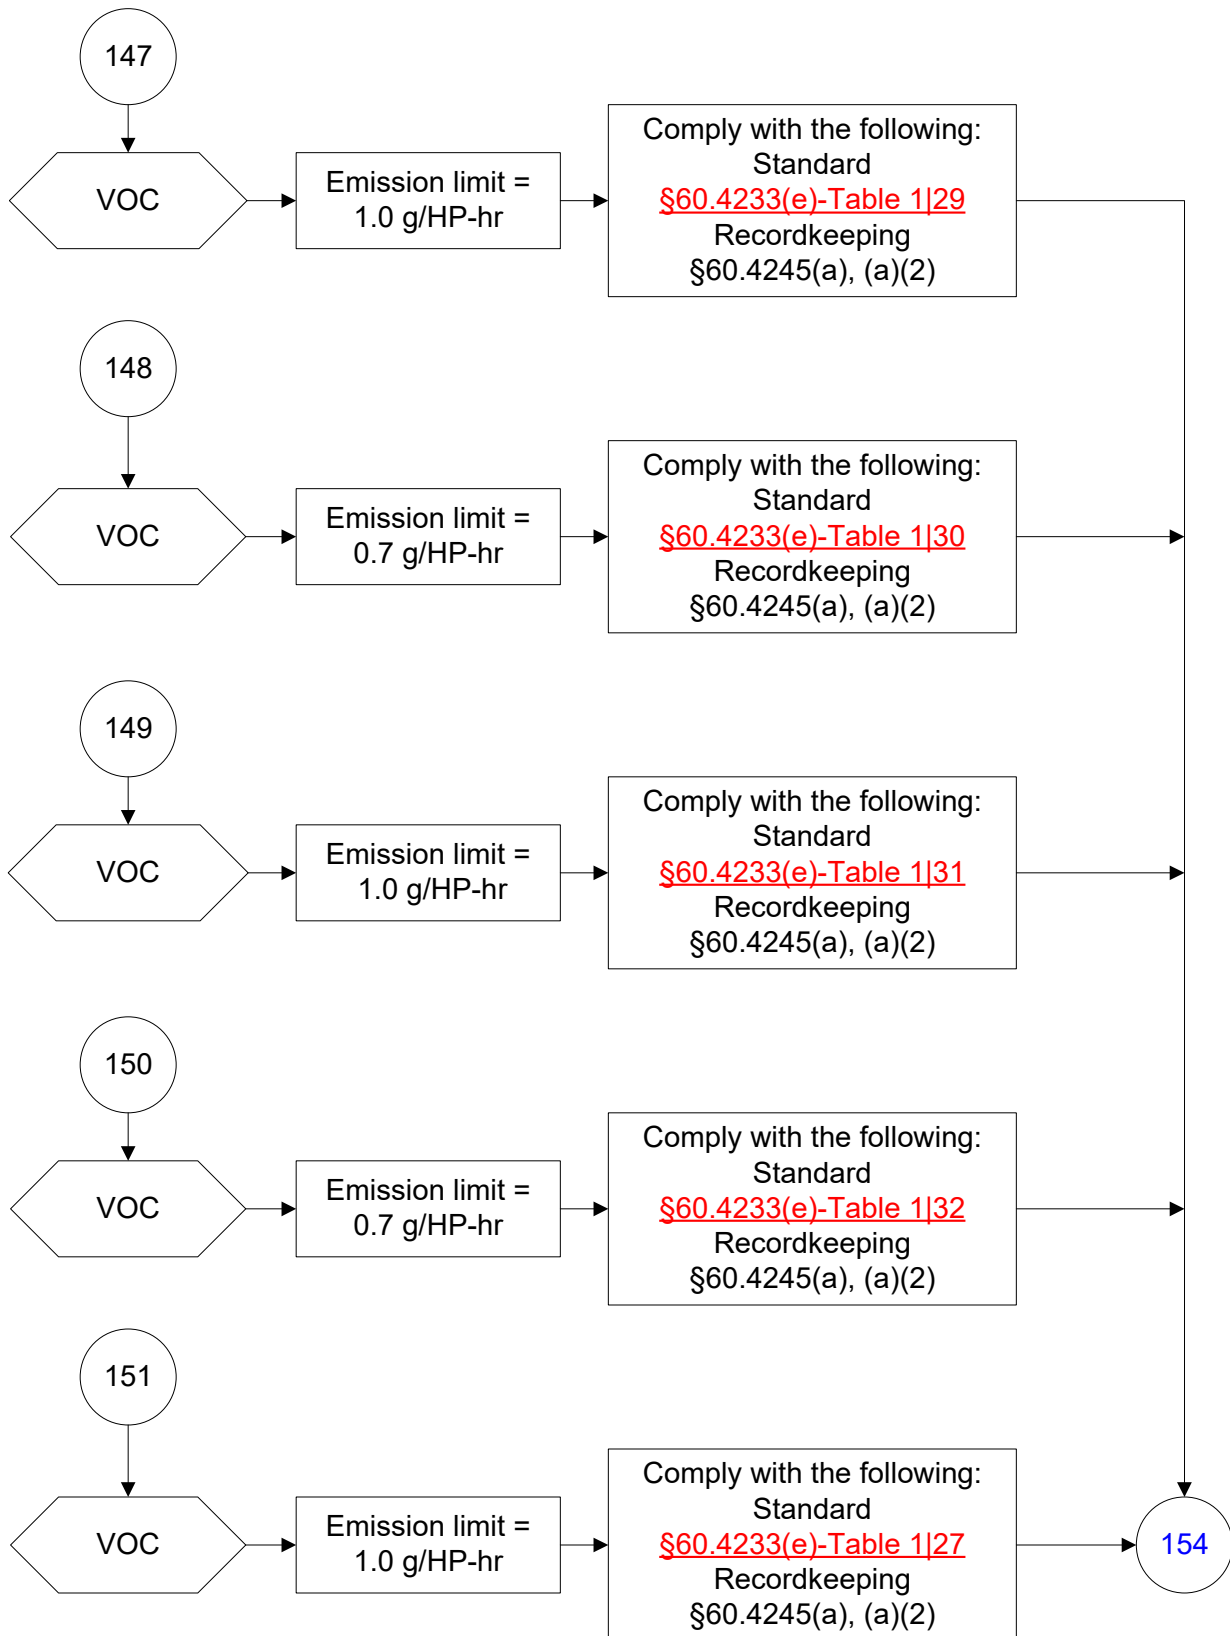 147
VOC
Emission limit =
1.0 g/HP-hr
Comply with the following:
Standard
§60.4233(e)-Table 1|29
Recordkeeping
§60.4245(a), (a)(2)
148
VOC
Emission limit =
0.7 g/HP-hr
Comply with the following:
Standard
§60.4233(e)-Table 1|30
Recordkeeping
§60.4245(a), (a)(2)
149
VOC
Emission limit =
1.0 g/HP-hr
Comply with the following:
Standard
§60.4233(e)-Table 1|31
Recordkeeping
§60.4245(a), (a)(2)
150
VOC
Emission limit =
0.7 g/HP-hr
Comply with the following:
Standard
§60.4233(e)-Table 1|32
Recordkeeping
§60.4245(a), (a)(2)
151
VOC
Emission limit =
1.0 g/HP-hr
Comply with the following:
Standard
§60.4233(e)-Table 1|27
Recordkeeping
§60.4245(a), (a)(2)
154